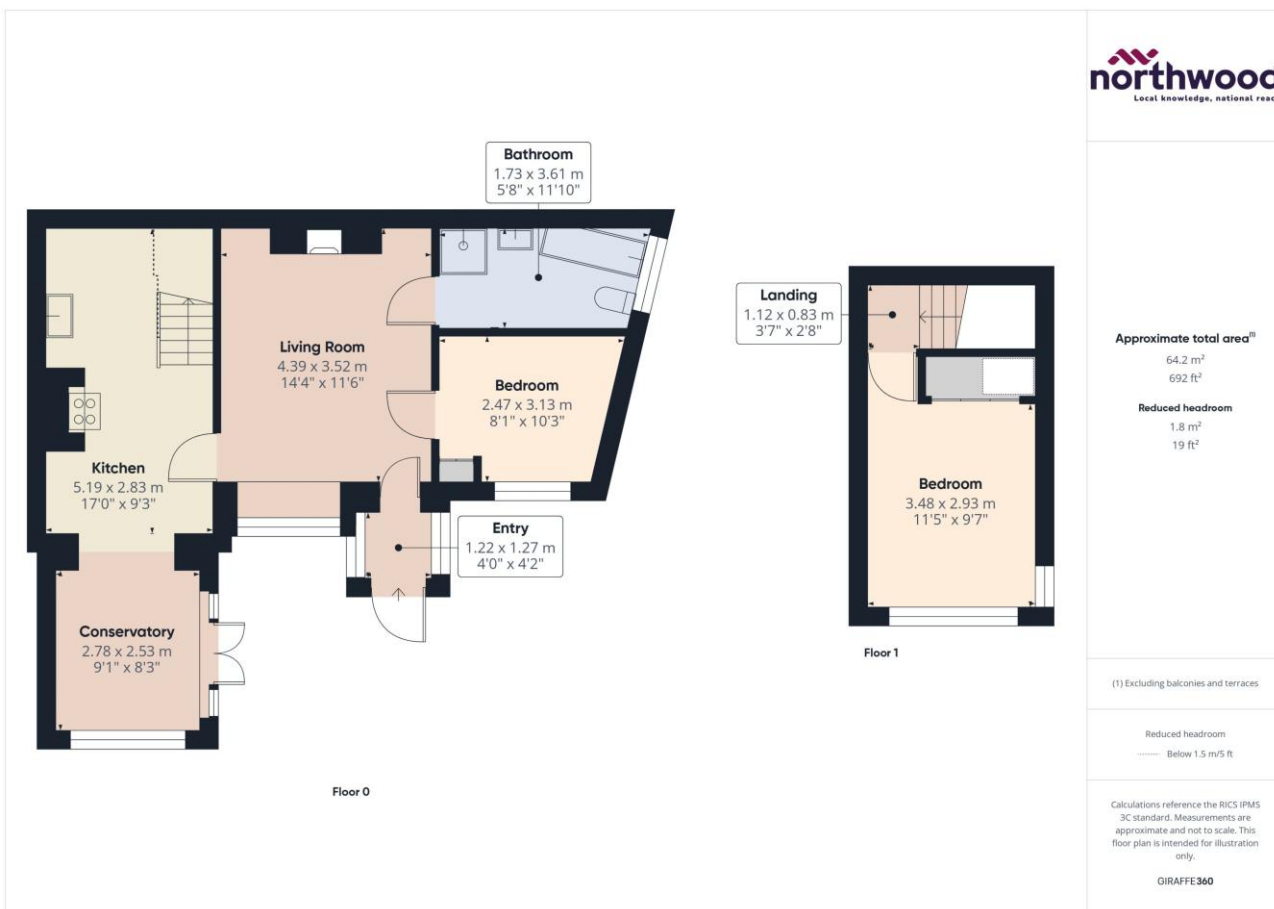 Bathroom
1.73 x 3.61 m
5'8" x 11'10"
Living Room
4.39 x 3.52 m
14'4" x 11'6"
Bedroom
2.47 x 3.13 m
8'1" x 10'3"
Kitchen
5.19 x 2.83 m
17'0" x 9'3"
Entry
1.22 x 1.27 m
4'0" x 4'2"
Conservatory
2.78 x 2.53 m
9'1" x 8'3"
Floor 0
Landing
1.12 x 0.83 m
3'7" x 2'8"
Bedroom
3.48 x 2.93 m
11'5" x 9'7"
Floor 1
northwood
Local knowledge, national
Approximate total area(1)
64.2 m²
692 ft²
Reduced headroom
1.8 m²
19 ft²
(1) Excluding balconies and terraces
Reduced headroom
Below 1.5 m/5 ft
Calculations reference the RICS IPMS
3C standard. Measurements are
approximate and not to scale. This
floor plan is intended for illustration
only.
GIRAFFE360